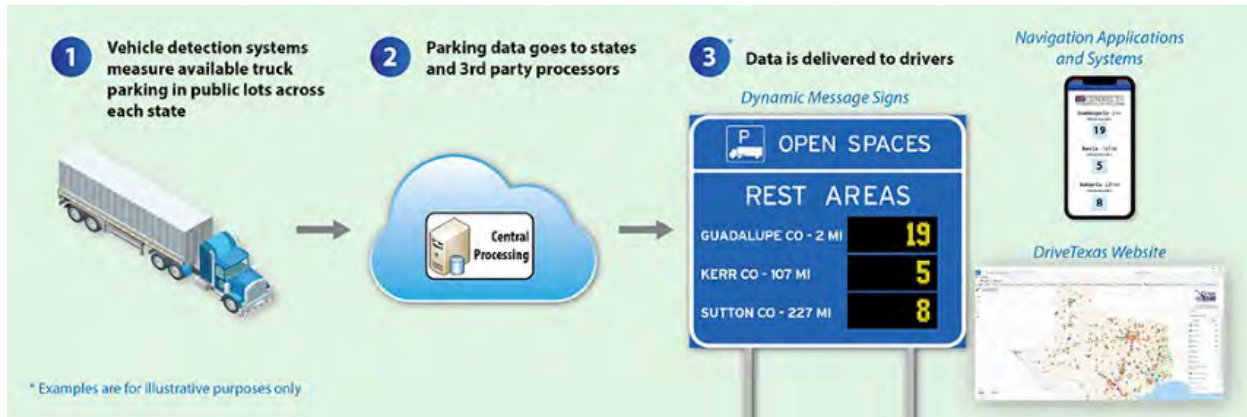 1
Vehicle detection systems
measure available truck
parking in public lots across
each state
2
Parking data goes to states
and 3rd party processors
Central
Processing
3*
Data is delivered to drivers
Dynamic Message Signs
P
OPEN SPACES
REST AREAS
GUADALUPE CO - 2 MI 19
KERR CO - 107 MI 5
SUTTON CO - 227 MI 8
Navigation Applications
and Systems
19
5
8
DriveTexas Website
* Examples are for illustrative purposes only